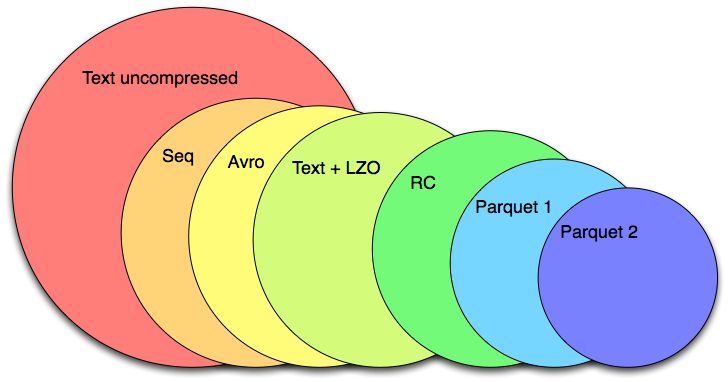 Text uncompressed
Seq
Avro
Text + LZO
RC
Parquet 1
Parquet 2